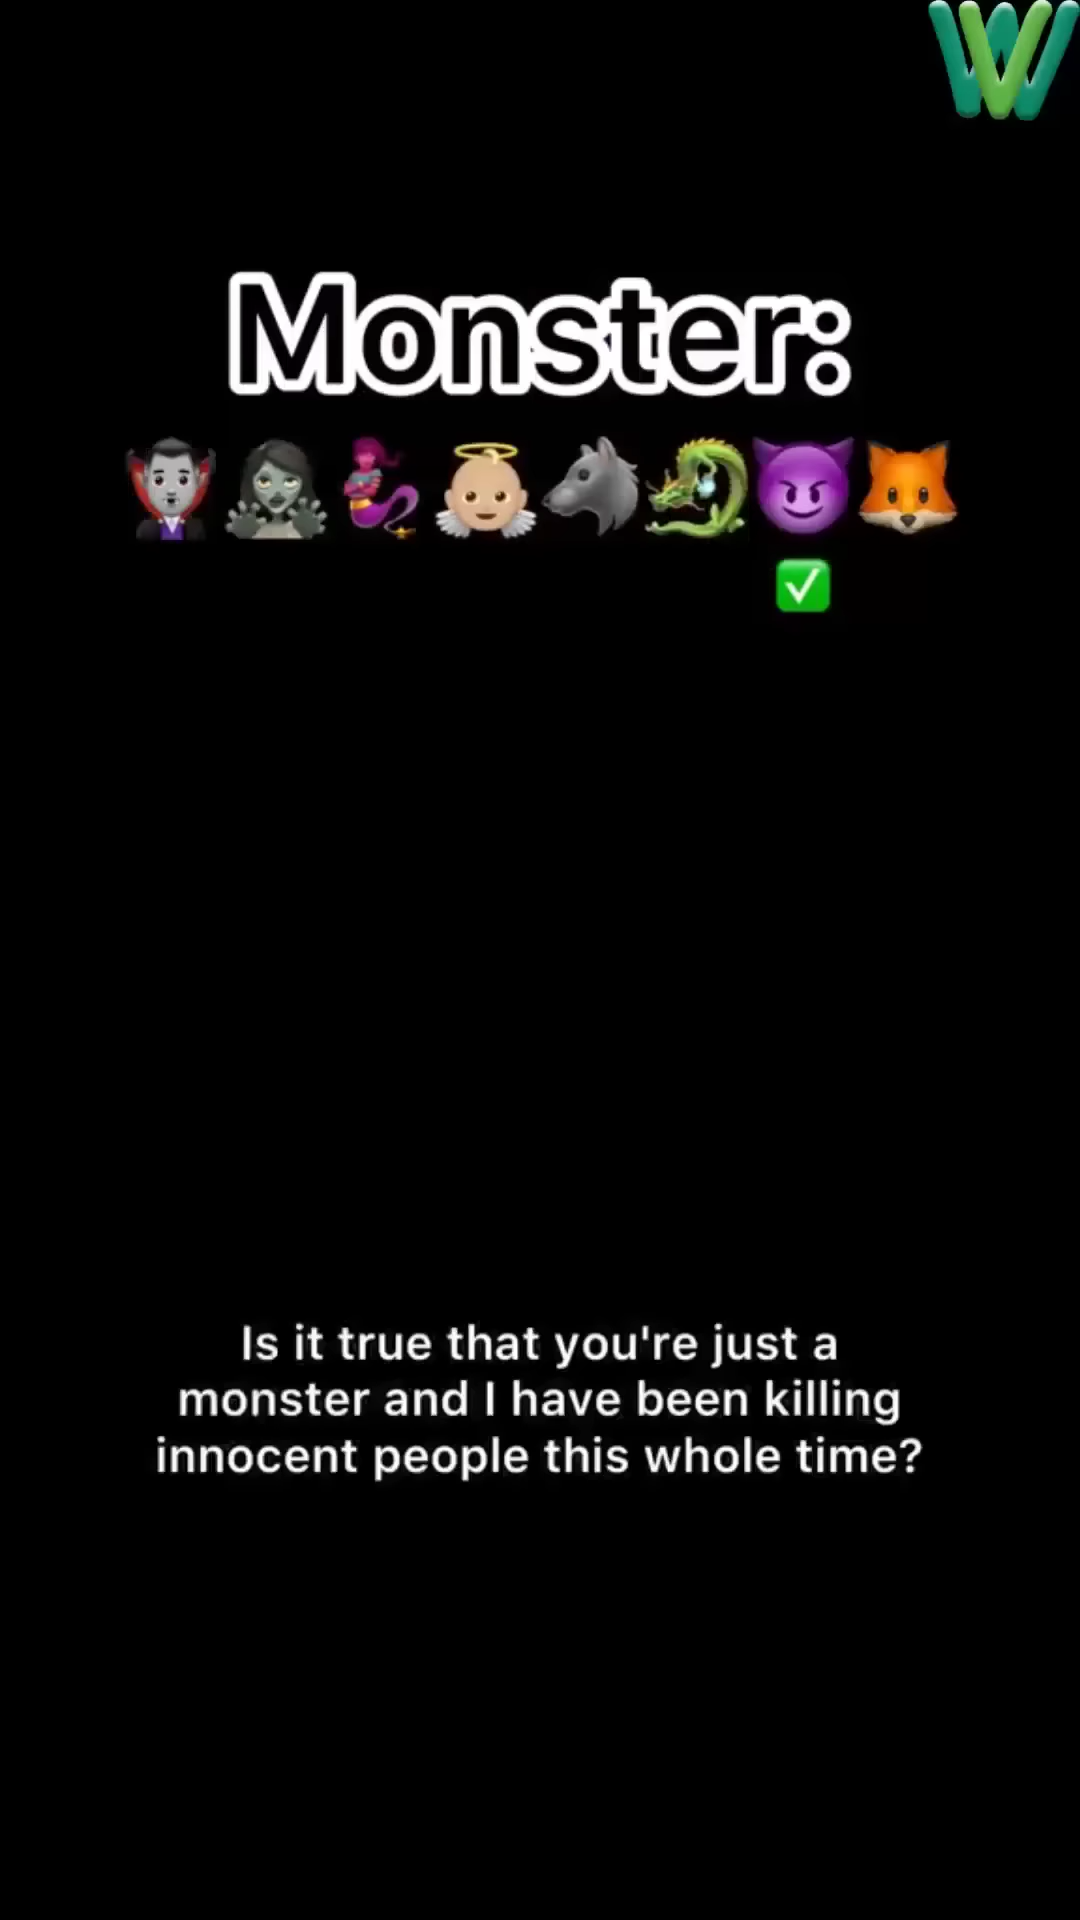 W
Monster:
Is it true that you're just a
monster and I have been killing
innocent people this whole time?